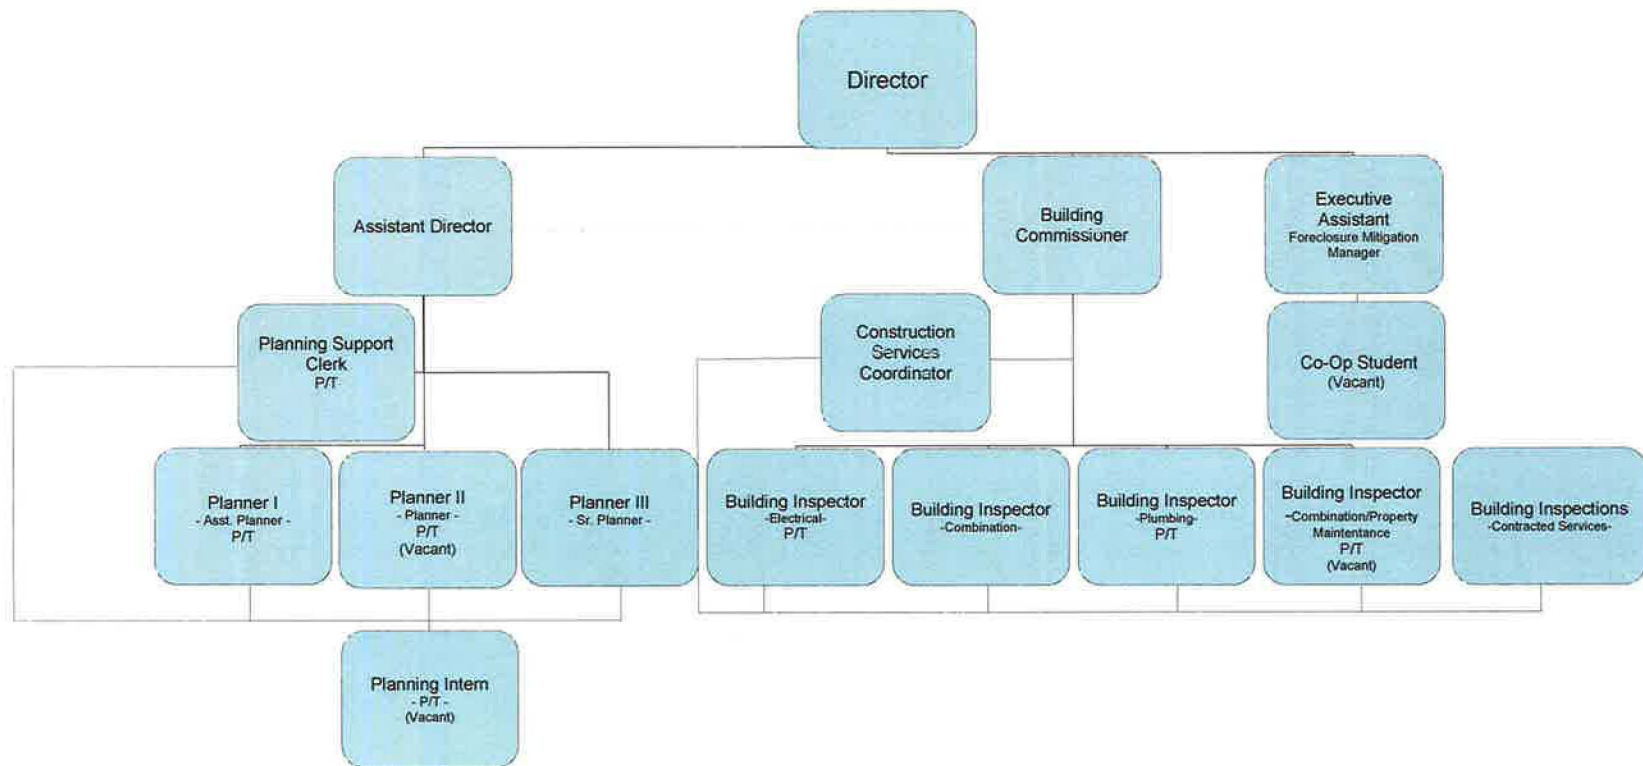 Director
Assistant Director
Building
Commissioner
Executive
Assistant
Foreclosure Mitigation
Manager
Planning Support
Clerk
P/T
Construction
Services
Coordinator
Co-Op Student
(Vacant)
Planner I
- Asst. Planner -
P/T
Planner II
- Planner -
P/T
(Vacant)
Planner III
- Sr. Planner -
Building Inspector
-Electrical-
P/T
Building Inspector
-Combination-
Building Inspector
-Plumbing-
P/T
Building Inspector
-Combination/Property
Maintentance
P/T
(Vacant)
Building Inspections
-Contracted Services-
Planning Intern
- P/T -
(Vacant)